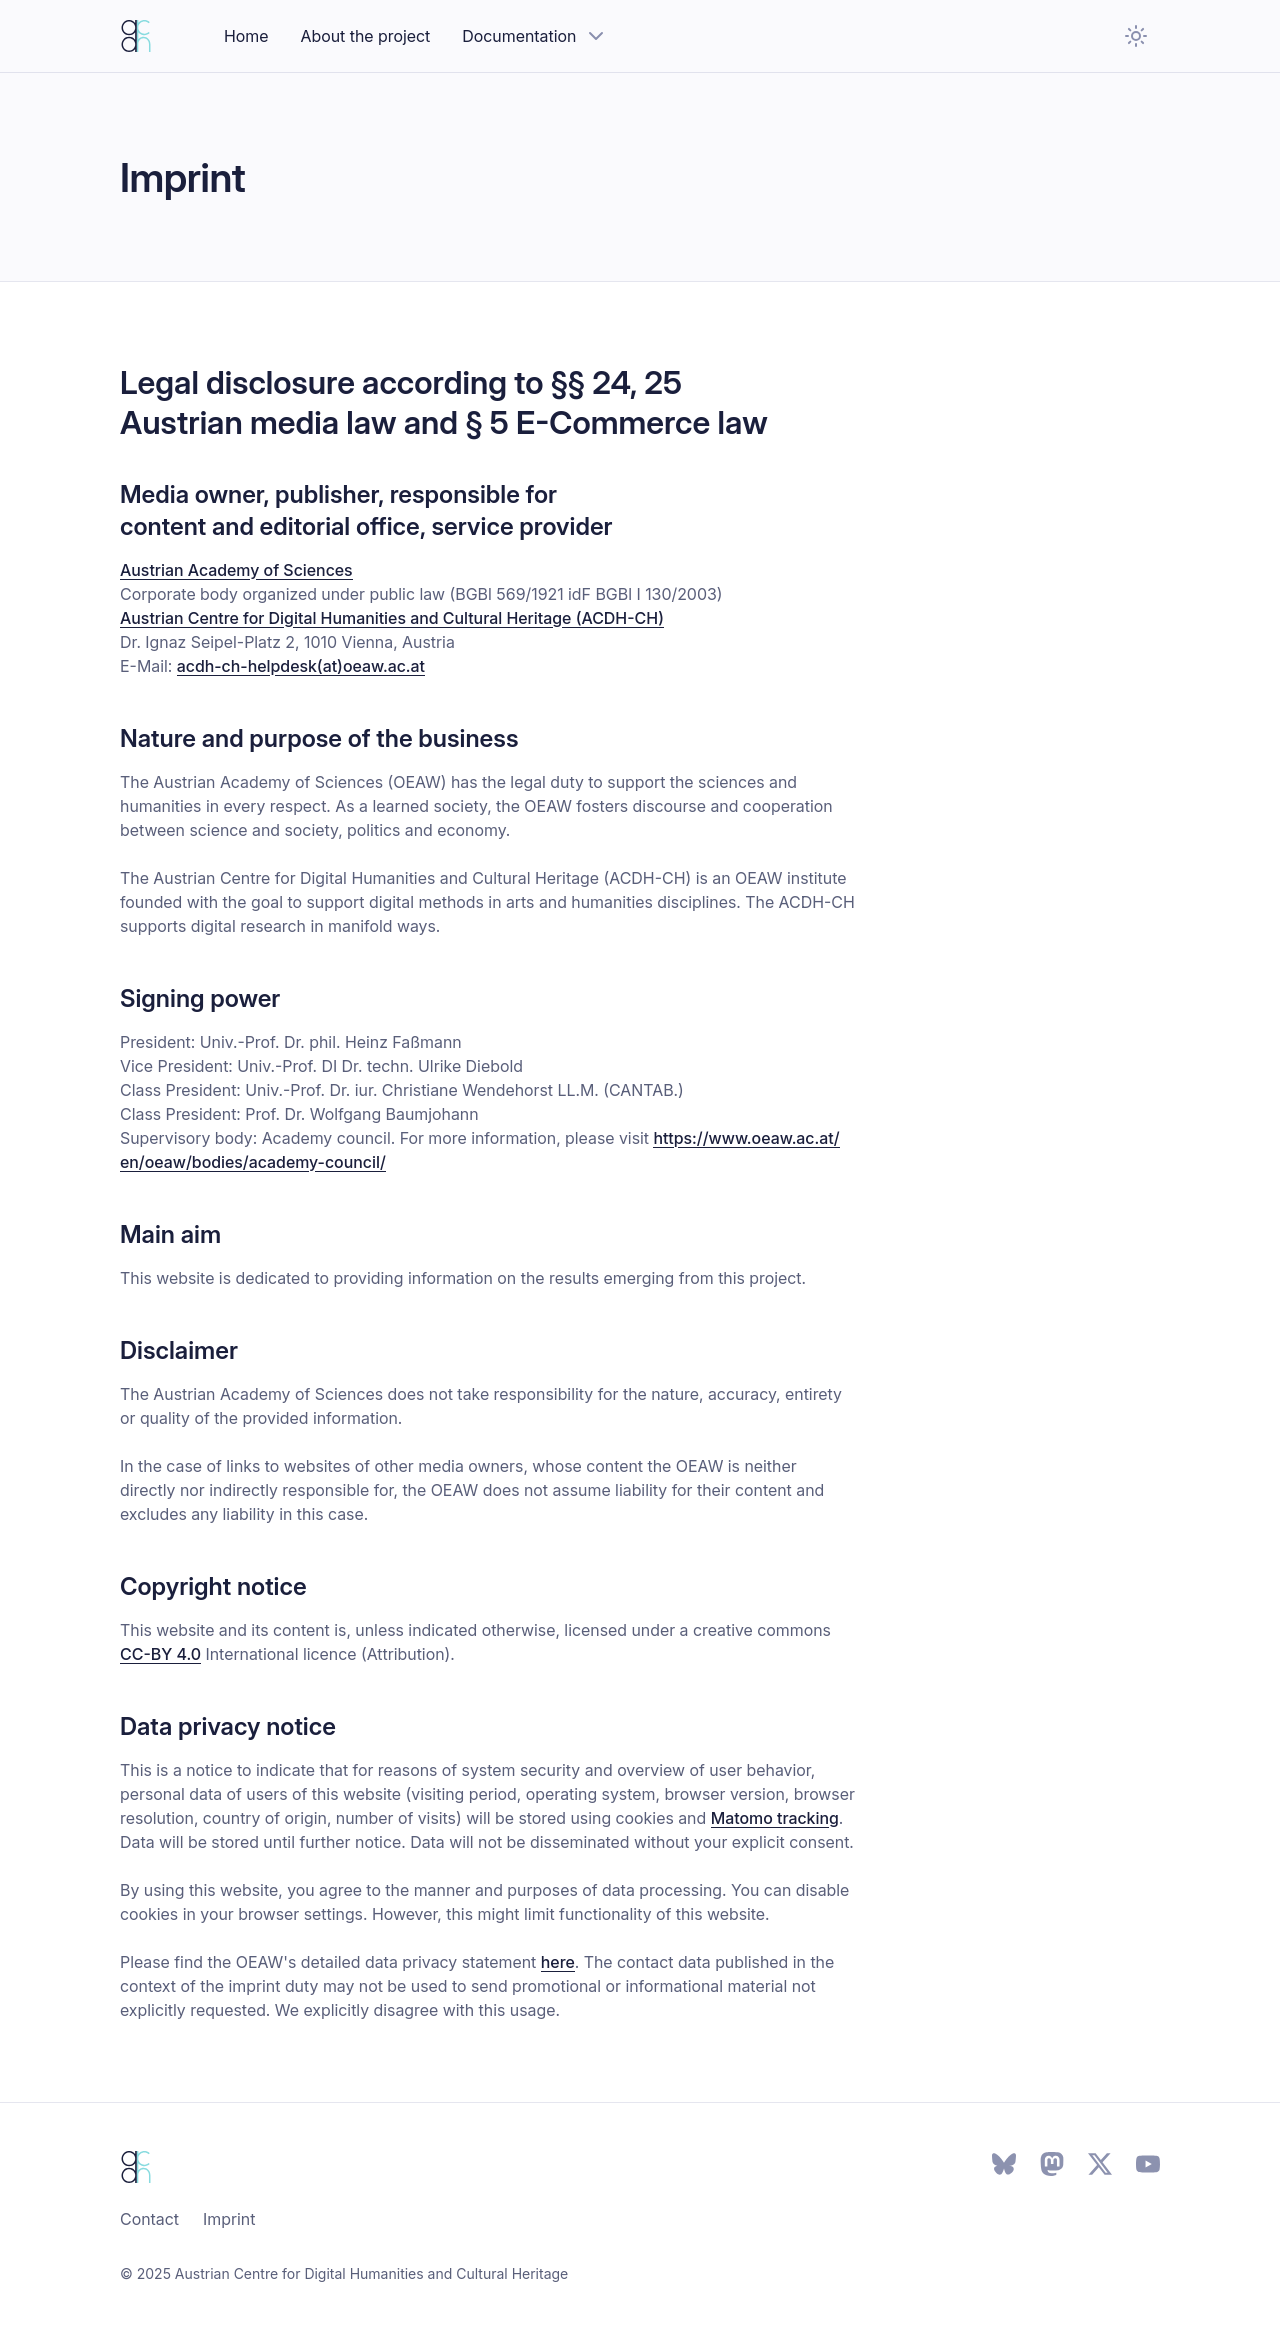 Home About the project Documentation
Imprint
Legal disclosure according to §§ 24, 25
Austrian media law and § 5 E-Commerce law
Media owner, publisher, responsible for
content and editorial office, service provider
Austrian Academy of Sciences
Corporate body organized under public law (BGBl 569/1921 idF BGBl I 130/2003)
Austrian Centre for Digital Humanities and Cultural Heritage (ACDH-CH)
Dr. Ignaz Seipel-Platz 2, 1010 Vienna, Austria
E-Mail: acdh-ch-helpdesk(at)oeaw.ac.at
Nature and purpose of the business
The Austrian Academy of Sciences (OEAW) has the legal duty to support the sciences and
humanities in every respect. As a learned society, the OEAW fosters discourse and cooperation
between science and society, politics and economy.
The Austrian Centre for Digital Humanities and Cultural Heritage (ACDH-CH) is an OEAW institute
founded with the goal to support digital methods in arts and humanities disciplines. The ACDH-CH
supports digital research in manifold ways.
Signing power
President: Univ.-Prof. Dr. phil. Heinz Faßmann
Vice President: Univ.-Prof. DI Dr. techn. Ulrike Diebold
Class President: Univ.-Prof. Dr. iur. Christiane Wendehorst LL.M. (CANTAB.)
Class President: Prof. Dr. Wolfgang Baumjohann
Supervisory body: Academy council. For more information, please visit https://www.oeaw.ac.at/
en/oeaw/bodies/academy-council/
Main aim
This website is dedicated to providing information on the results emerging from this project.
Disclaimer
The Austrian Academy of Sciences does not take responsibility for the nature, accuracy, entirety
or quality of the provided information.
In the case of links to websites of other media owners, whose content the OEAW is neither
directly nor indirectly responsible for, the OEAW does not assume liability for their content and
excludes any liability in this case.
Copyright notice
This website and its content is, unless indicated otherwise, licensed under a creative commons
CC-BY 4.0 International licence (Attribution).
Data privacy notice
This is a notice to indicate that for reasons of system security and overview of user behavior,
personal data of users of this website (visiting period, operating system, browser version, browser
resolution, country of origin, number of visits) will be stored using cookies and Matomo tracking.
Data will be stored until further notice. Data will not be disseminated without your explicit consent.
By using this website, you agree to the manner and purposes of data processing. You can disable
cookies in your browser settings. However, this might limit functionality of this website.
Please find the OEAW's detailed data privacy statement here. The contact data published in the
context of the imprint duty may not be used to send promotional or informational material not
explicitly requested. We explicitly disagree with this usage.
Contact Imprint
© 2025 Austrian Centre for Digital Humanities and Cultural Heritage